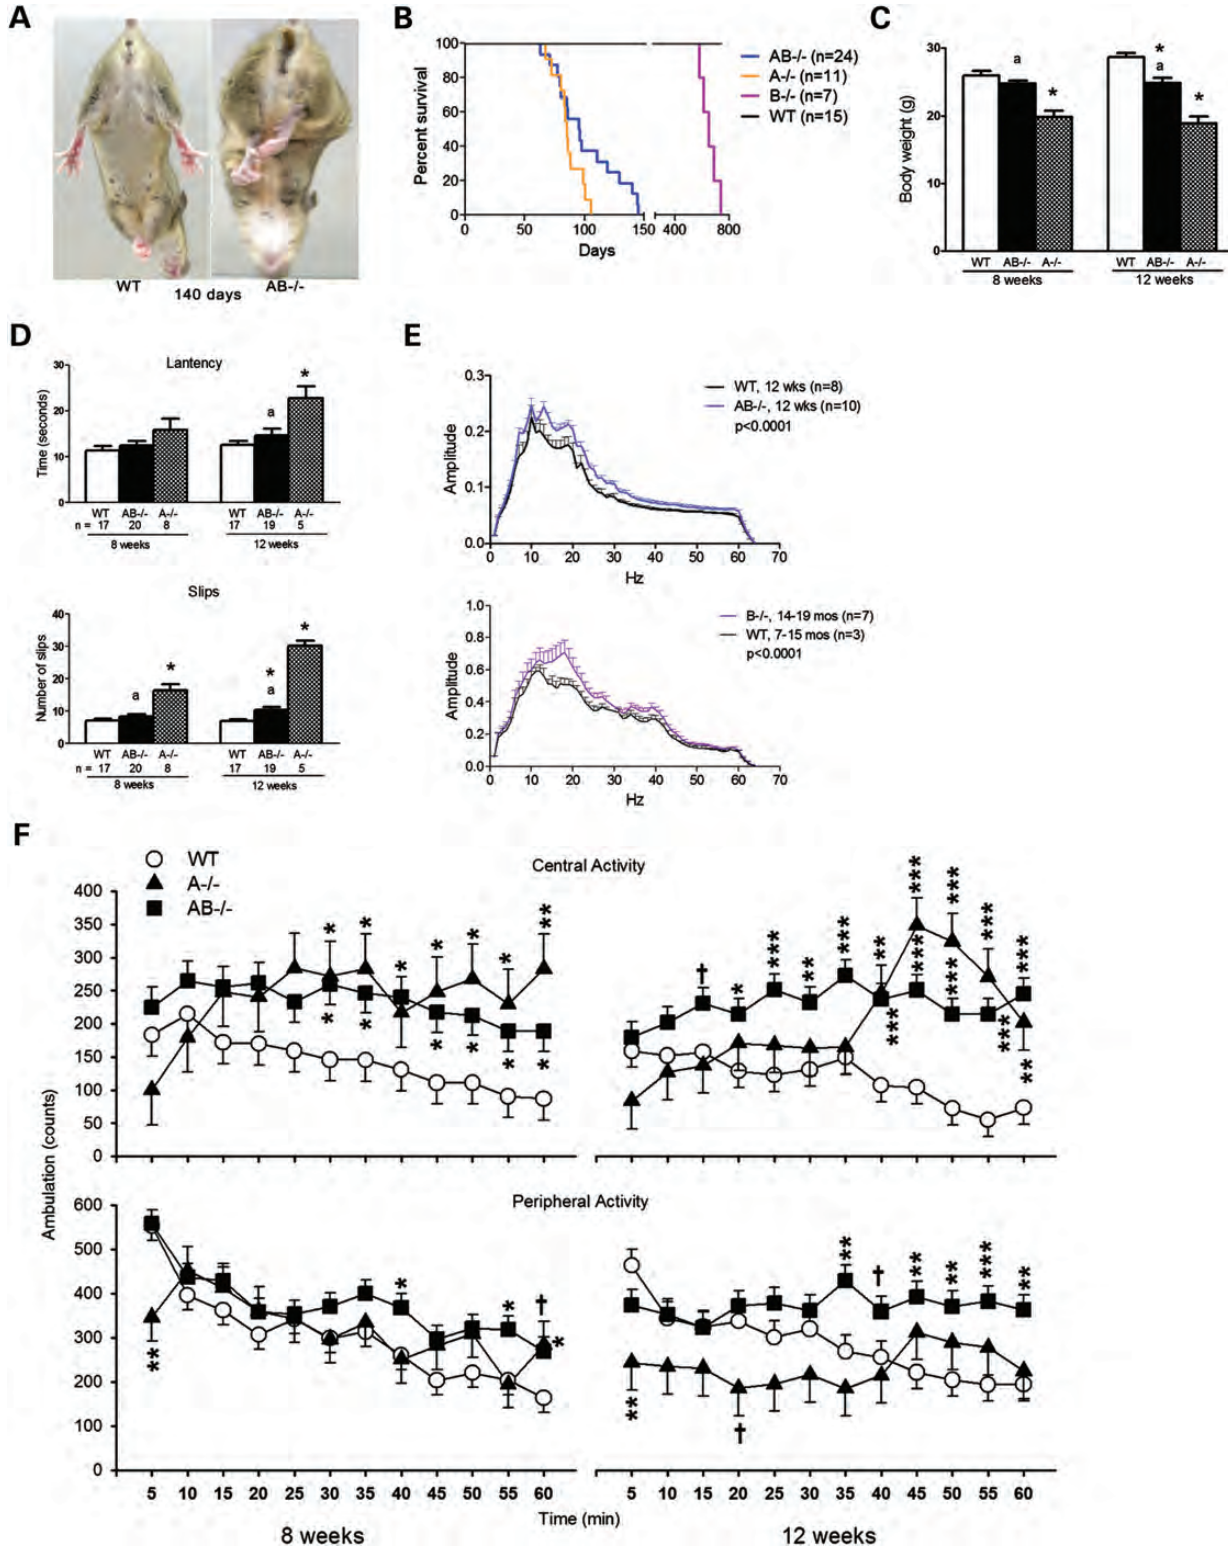 A
WT
140 days
AB-/-
B
Percent survival
100
80
60
40
20
0
0
50
100
150
400
800
Days
AB-/- (n=24)
A-/- (n=11)
B-/- (n=7)
WT (n=15)
C
Body weight (g)
30
20
10
0
a
*
*
a
*
WT AB-/- A-/-
8 weeks
WT AB-/- A-/-
12 weeks
D
Lantency
Time (seconds)
30
20
10
0
a
*
WT AB-/- A-/- WT AB-/- A-/-
n = 17 20 8 17 19 5
8 weeks 12 weeks
Slips
Number of slips
40
30
20
10
0
a
*
*
a
*
WT AB-/- A-/- WT AB-/- A-/-
n = 17 20 8 17 19 5
8 weeks 12 weeks
E
Amplitude
0.3
0.2
0.1
0.0
0 10 20 30 40 50 60 70
Hz
WT, 12 wks (n=8)
AB-/-, 12 wks (n=10)
p<0.0001
Amplitude
1.0
0.8
0.6
0.4
0.2
0.0
0 10 20 30 40 50 60 70
Hz
B-/-, 14-19 mos (n=7)
WT, 7-15 mos (n=3)
p<0.0001
F
WT
A-/-
AB-/-
Central Activity
Ambulation (counts)
400
350
300
250
200
150
100
50
0
* * * * * * **
* * * * * *
† * *** ** *** ** *** *** *** ***
*** *** *** *** **
Peripheral Activity
600
500
400
300
200
100
0
** * * † *
** † ** † ** ** *** **
5 10 15 20 25 30 35 40 45 50 55 60
5 10 15 20 25 30 35 40 45 50 55 60
Time (min)
8 weeks
12 weeks